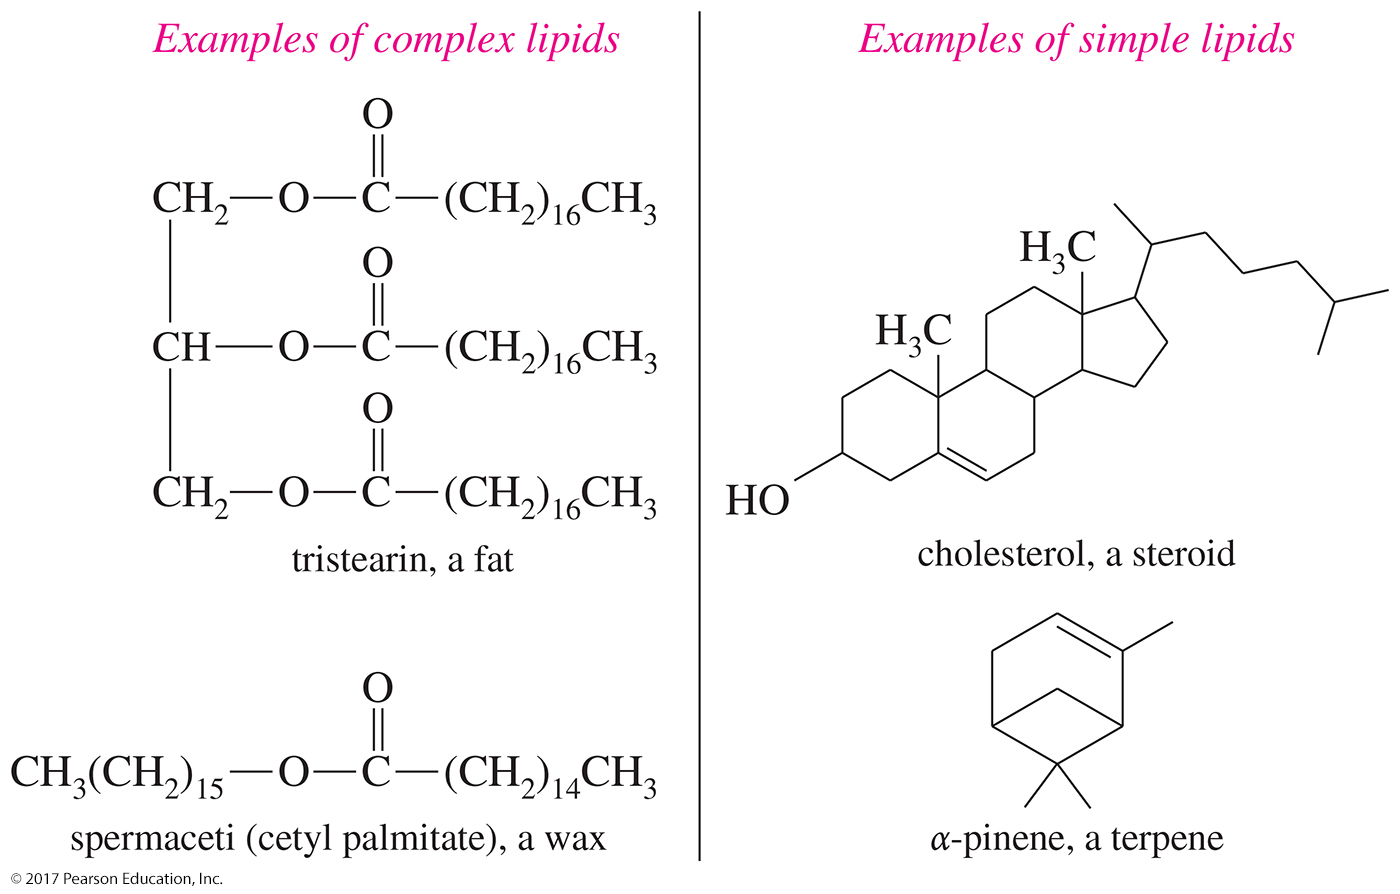 Examples of complex lipids
O
CH₂—O—C—(CH₂)₁₆CH₃
O
CH—O—C—(CH₂)₁₆CH₃
O
CH₂—O—C—(CH₂)₁₆CH₃
tristearin, a fat
O
CH₃(CH₂)₁₅—O—C—(CH₂)₁₄CH₃
spermaceti (cetyl palmitate), a wax
Examples of simple lipids
H₃C
H₃C
HO
cholesterol, a steroid
α-pinene, a terpene
© 2017 Pearson Education, Inc.